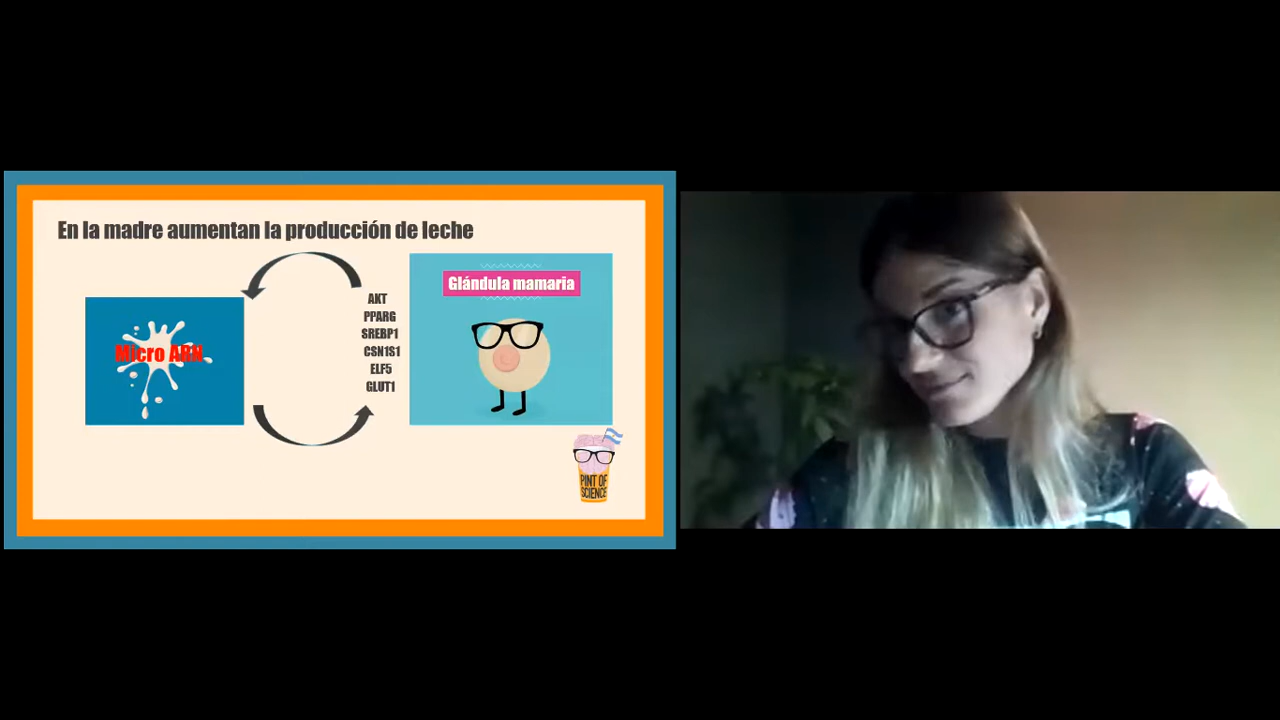 En la madre aumentan la producción de leche
Micro ARN
AKT
PPARG
SREBP1
CSN1S1
ELF5
GLUT1
Glándula mamaria
PINT OF
SCIENCE